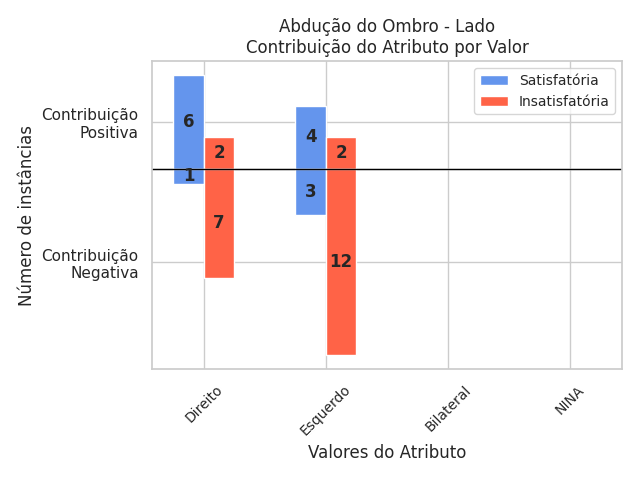 Abdução do Ombro - Lado
Contribuição do Atributo por Valor
Satisfatória
Insatisfatória
Contribuição
Positiva
Contribuição
Negativa
Número de instâncias
6
1
2
7
4
3
2
12
Direito
Esquerdo
Bilateral
NINA
Valores do Atributo